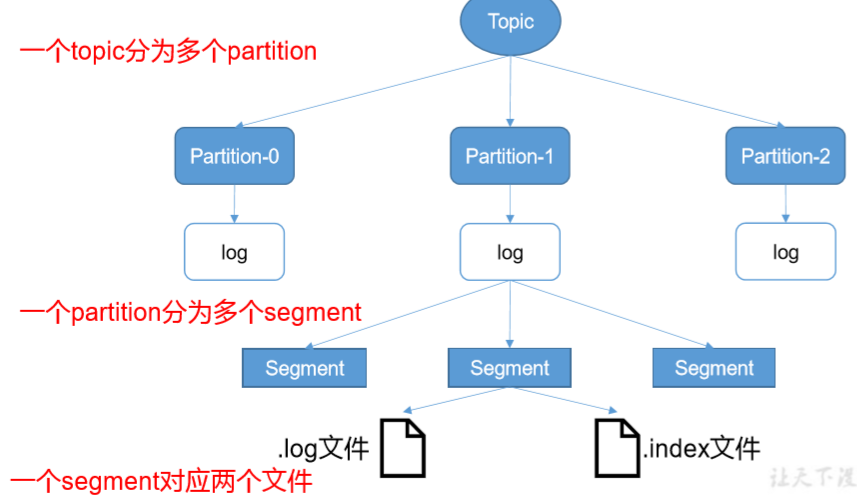 Topic
一个topic分为多个partition
Partition-0 Partition-1 Partition-2
log log log
一个partition分为多个segment
Segment Segment Segment
.log文件 .index文件
一个segment对应两个文件
让天下没